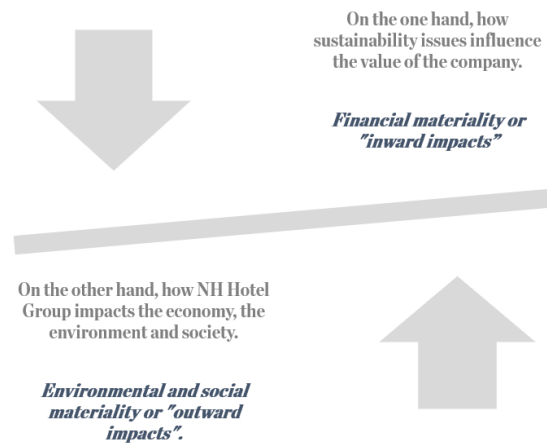 On the one hand, how
sustainability issues influence
the value of the company.
Financial materiality or
"inward impacts”
On the other hand, how NH Hotel
Group impacts the economy, the
environment and society.
Environmental and social
materiality or "outward
impacts".